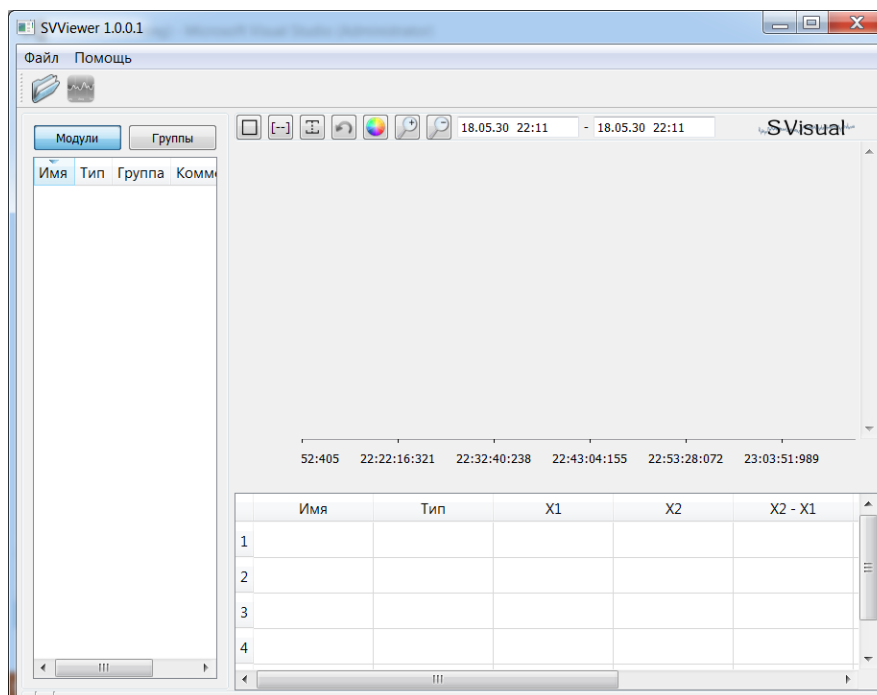 SVViewer 1.0.0.1
Файл Помощь
Модули Группы
[--] 18.05.30 22:11 - 18.05.30 22:11 SVisual
Имя Тип Группа Комм
52:405 22:22:16:321 22:32:40:238 22:43:04:155 22:53:28:072 23:03:51:989
Имя Тип X1 X2 X2 - X1
1
2
3
4